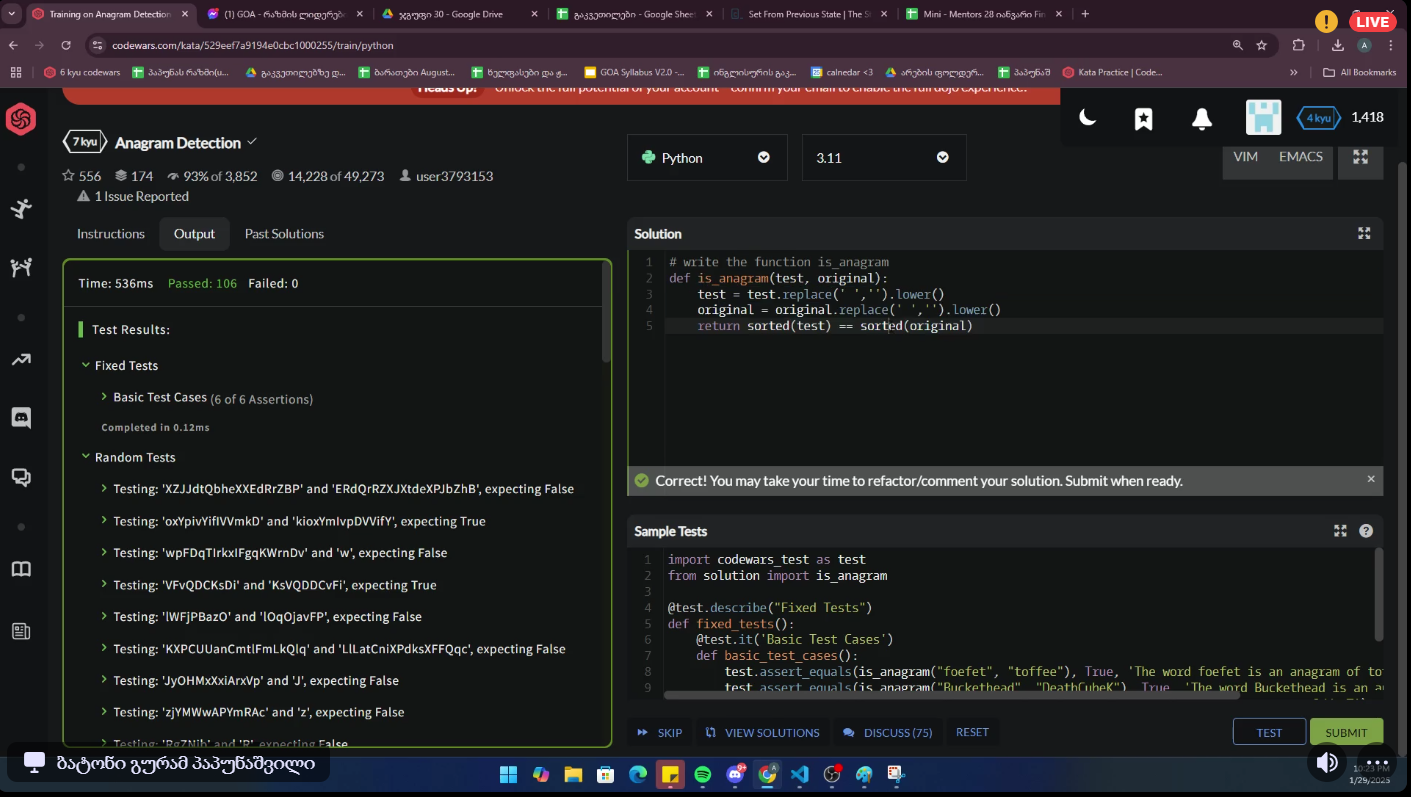 Training on Anagram Detection
(1) GOA - რაზმის ლიდერებ
ჯგუფი 30 - Google Drive
გაკვეთილები - Google Sheet
Set From Previous State | The S
Mini - Mentors 28 იანვარი Fin
LIVE
codewars.com/kata/529eef7a9194e0cbc1000255/train/python
6 kyu codewars
პაპუნას რაზმი(ს...
გაკვეთილებზე დ...
ბარათები August...
ხელფასები და ჟ...
GOA Syllabus V2.0 -...
ინგლისურის გაკ...
calnedar <3
არების ფოლდერ...
პაპუნაშ
Kata Practice | Code...
All Bookmarks
Heads Up! Unlock the full potential of your account - confirm your email to enable the full dojo experience.
4 kyu 1,418
7 kyu Anagram Detection
Python
3.11
VIM EMACS
556 174 93% of 3,852 14,228 of 49,273 user3793153
1 Issue Reported
Instructions Output Past Solutions
Time: 536ms Passed: 106 Failed: 0
Test Results:
Fixed Tests
Basic Test Cases (6 of 6 Assertions)
Completed in 0.12ms
Random Tests
Testing: 'XZJJdtQbheXXEdRrZBP' and 'ERdQrRZXJXtdeXPJbZhB', expecting False
Testing: 'oxYpivYifIVVmkD' and 'kioxYmIvpDVVifY', expecting True
Testing: 'wpFDqTIrkxIFgqKWrnDv' and 'w', expecting False
Testing: 'VFvQDCKsDi' and 'KsVQDDCvFi', expecting True
Testing: 'lWFjPBazO' and 'lOqOjavFP', expecting False
Testing: 'KXPCUUanCmtlFmLkQlq' and 'LlLatCniXPdksXFFQqc', expecting False
Testing: 'JyOHMxXxiArxVp' and 'J', expecting False
Testing: 'zjYMWwAPYmRAc' and 'z', expecting False
Testing: 'RgZNjb' and 'R', expecting False
Solution
1 # write the function is_anagram
2 def is_anagram(test, original):
3 test = test.replace(' ','').lower()
4 original = original.replace(' ','').lower()
5 return sorted(test) == sorted(original)
Correct! You may take your time to refactor/comment your solution. Submit when ready.
Sample Tests
1 import codewars_test as test
2 from solution import is_anagram
3
4 @test.describe("Fixed Tests")
5 def fixed_tests():
6 @test.it('Basic Test Cases')
7 def basic_test_cases():
8 test.assert_equals(is_anagram("foefet", "toffee"), True, 'The word foefet is an anagram of to
9 test.assert_equals(is_anagram("Buckethead", "DeathCubeK"), True, 'The word Buckethead is an a
SKIP VIEW SOLUTIONS DISCUSS (75) RESET TEST SUBMIT
ბატონი გურამ პაპუნაშვილი
10:23 PM
1/29/2025